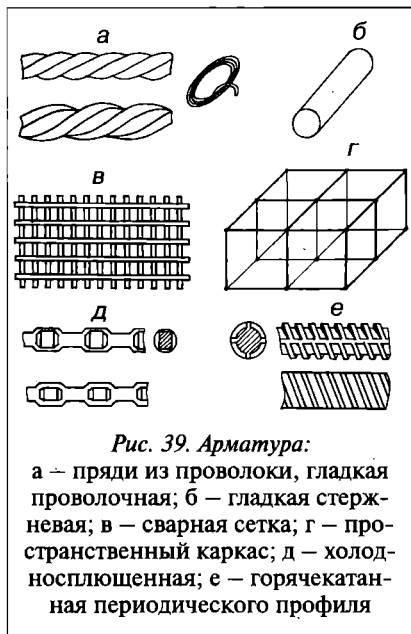 а
б
в
г
д
е
Рис. 39. Арматура:
а – пряди из проволоки, гладкая
проволочная; б – гладкая стерж-
невая; в – сварная сетка; г – про-
странственный каркас; д – холод-
носплющенная; е – горячекатан-
ная периодического профиля